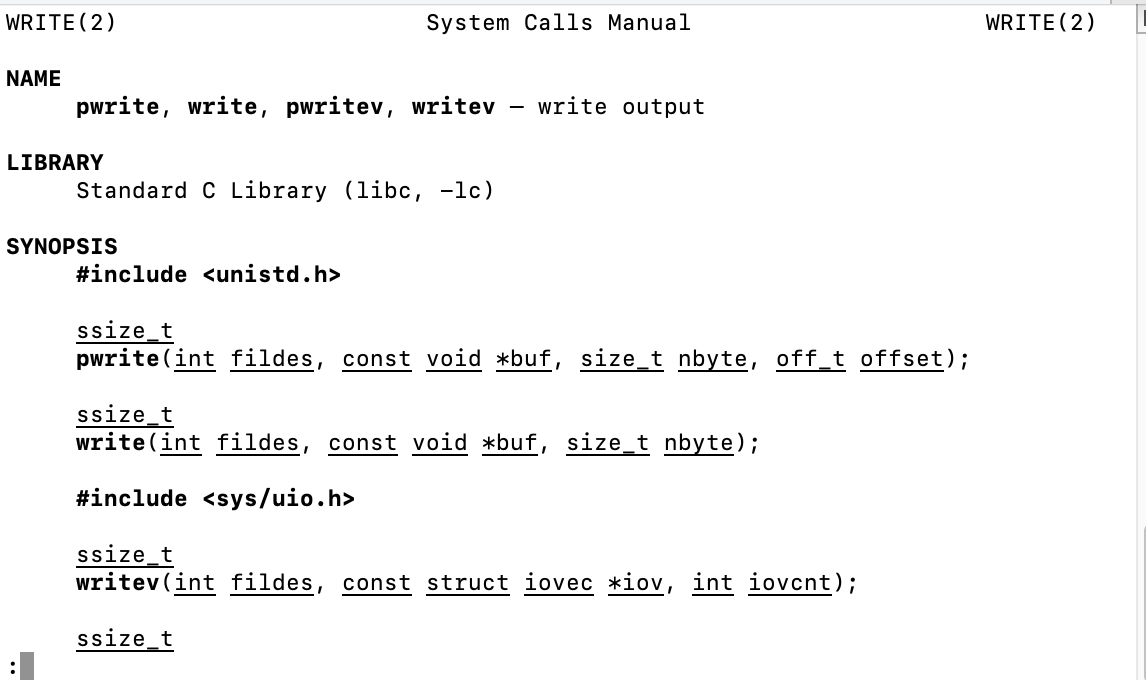 WRITE(2) System Calls Manual WRITE(2)
NAME
pwrite, write, pwritev, writev – write output
LIBRARY
Standard C Library (libc, –lc)
SYNOPSIS
#include <unistd.h>
ssize_t
pwrite(int fildes, const void *buf, size_t nbyte, off_t offset);
ssize_t
write(int fildes, const void *buf, size_t nbyte);
#include <sys/uio.h>
ssize_t
writev(int fildes, const struct iovec *iov, int iovcnt);
ssize_t
: